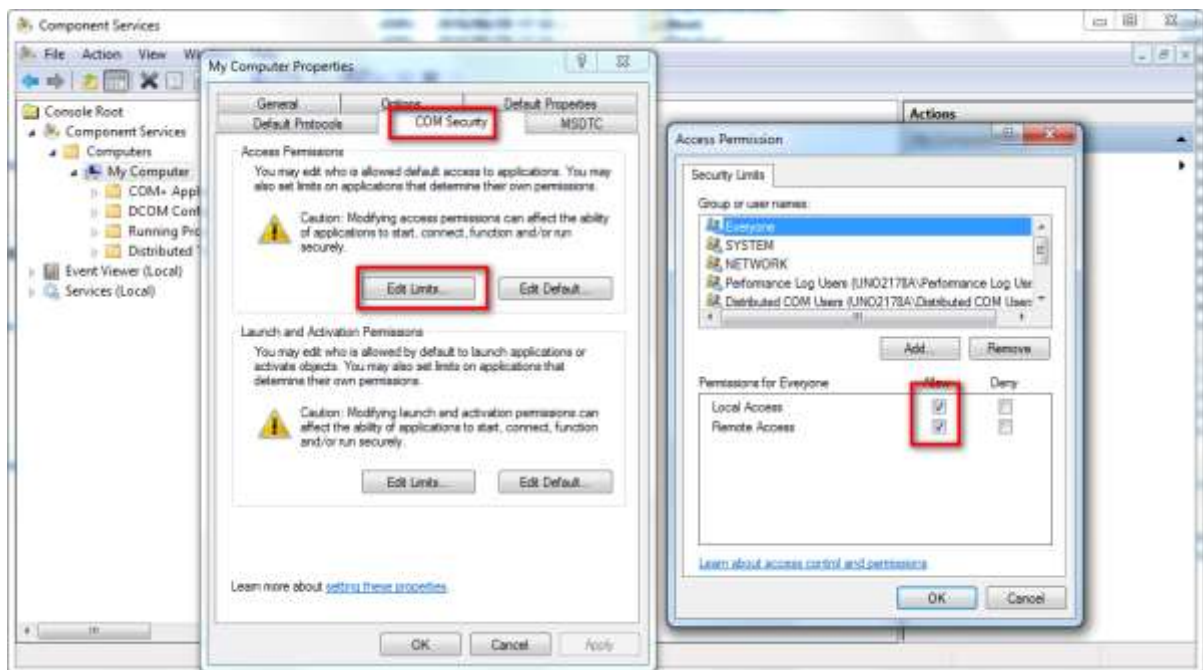 Component Services
File Action View
Console Root
Component Services
Computers
My Computer
COM+ Appl
DCOM Conf
Running Pro
Distributed
Event Viewer (Local)
Services (Local)
My Computer Properties
General Options Default Properties
Default Protocols COM Security MSDTC
Access Permissions
You may edit who is allowed default access to applications. You may
also set limits on applications that determine their own permissions.
Caution: Modifying access permissions can affect the ability
of applications to start, connect, function and/or run
securely.
Edit Limits... Edit Default...
Launch and Activation Permissions
You may edit who is allowed by default to launch applications or
activate objects. You may also set limits on applications that
determine their own permissions.
Caution: Modifying launch and activation permissions can
affect the ability of applications to start, connect, function
and/or run securely.
Edit Limits... Edit Default...
Learn more about setting these properties.
OK Cancel Apply
Actions
Access Permission
Security Limits
Group or user names:
Everyone
SYSTEM
NETWORK
Performance Log Users (UNO2178A\Performance Log Use
Distributed COM Users (UNO2178A\Distributed COM Users
Add... Remove
Permissions for Everyone Allow Deny
Local Access
Remote Access
Learn about access control and permissions
OK Cancel